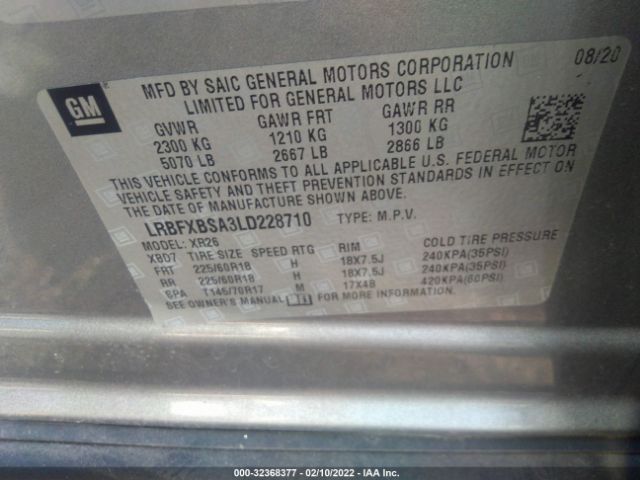 GM
MFD BY SAIC GENERAL MOTORS CORPORATION 08/20
LIMITED FOR GENERAL MOTORS LLC
GVWR GAWR FRT GAWR RR
2300 KG 1210 KG 1300 KG
5070 LB 2667 LB 2866 LB
THIS VEHICLE CONFORMS TO ALL APPLICABLE U.S. FEDERAL MOTOR
VEHICLE SAFETY AND THEFT PREVENTION STANDARDS IN EFFECT ON
THE DATE OF MANUFACTURE SHOWN ABOVE.
LRBFXBSA3LD228710 TYPE: M.P.V.
MODEL: XR26
XBD7 TIRE SIZE SPEED RTG RIM COLD TIRE PRESSURE
FRT 225/60R18 H 18X7.5J 240KPA(35PSI)
RR 225/60R18 H 18X7.5J 240KPA(35PSI)
SPA T145/70R17 M 17X4B 420KPA(60PSI)
SEE OWNER'S MANUAL FOR MORE INFORMATION.
000-32368377 - 02/10/2022 - IAA Inc.